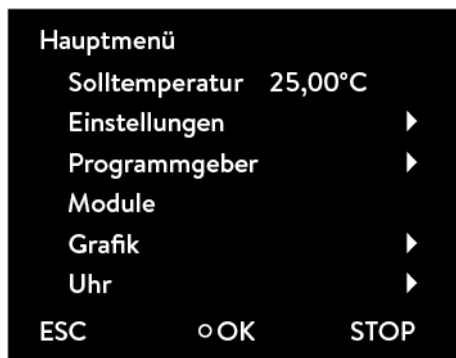 Hauptmenü
Solltemperatur 25,00°C
Einstellungen
Programmgeber
Module
Grafik
Uhr
ESC OK STOP